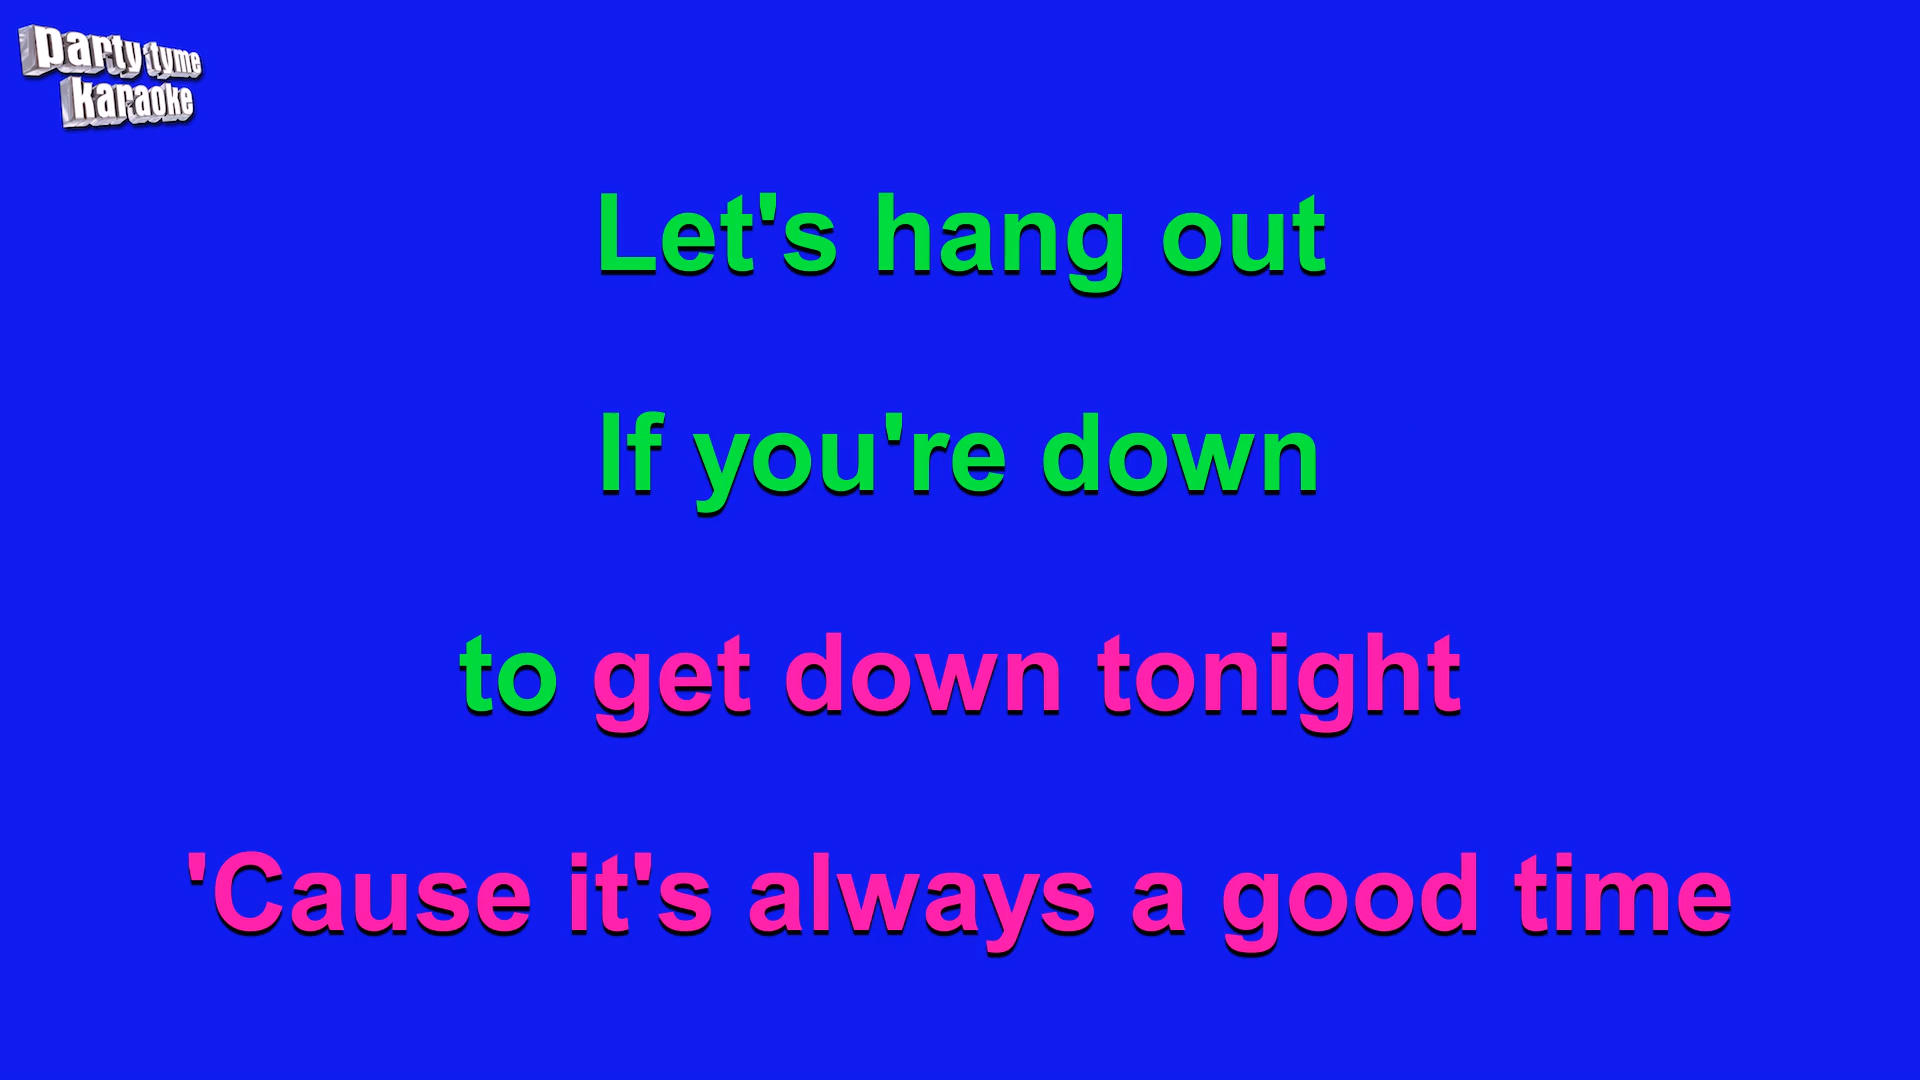 party tyme
karaoke
Let's hang out
If you're down
to get down tonight
'Cause it's always a good time